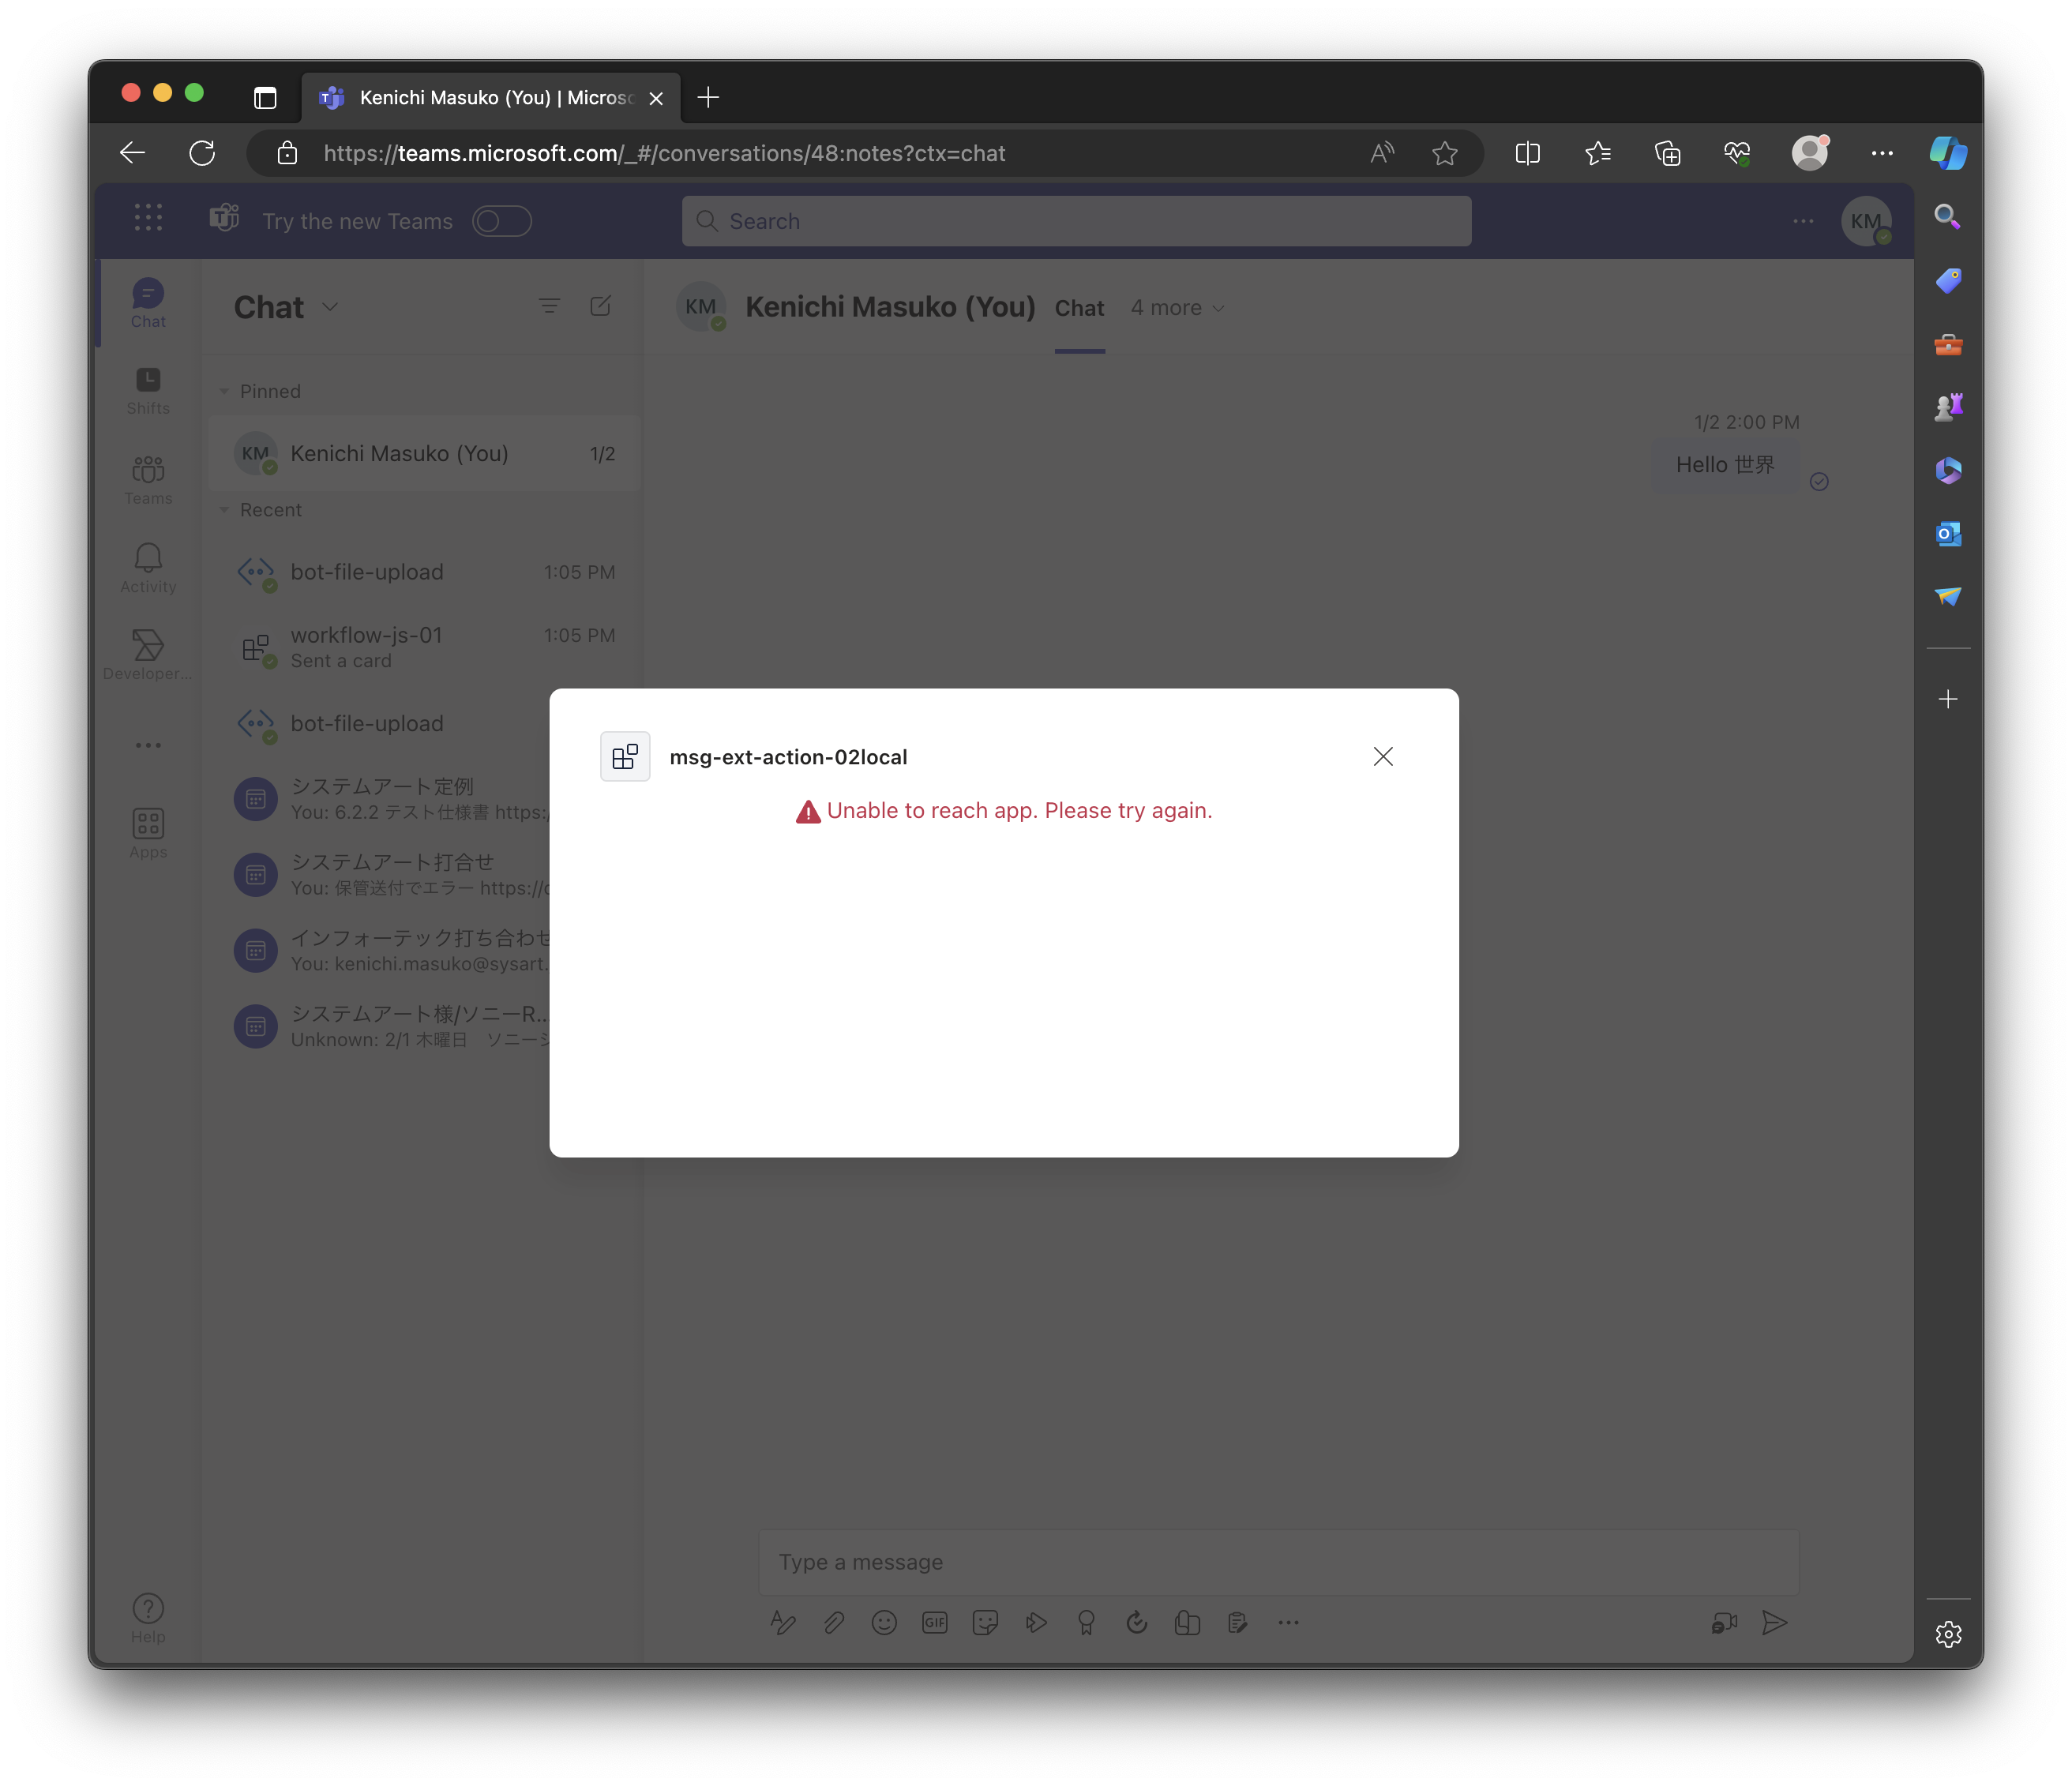 Kenichi Masuko (You) | Micros
https://teams.microsoft.com/_#/conversations/48:notes?ctx=chat
Try the new Teams
Search
KM
Chat
Shifts
Teams
Activity
Developer...
Apps
Help
Chat
Pinned
KM
Kenichi Masuko (You)
1/2
Recent
bot-file-upload
1:05 PM
workflow-js-01
1:05 PM
Sent a card
bot-file-upload
システムアート定例
You: 6.2.2 テスト仕様書 https:/
システムアート打合せ
You: 保管送付でエラー https://
インフォーテック打ち合わせ
You: kenichi.masuko@sysart.
システムアート様/ソニーR...
Unknown: 2/1 木曜日 ソニーシ
KM
Kenichi Masuko (You)
Chat
4 more
1/2 2:00 PM
Hello 世界
msg-ext-action-02local
Unable to reach app. Please try again.
Type a message
GIF